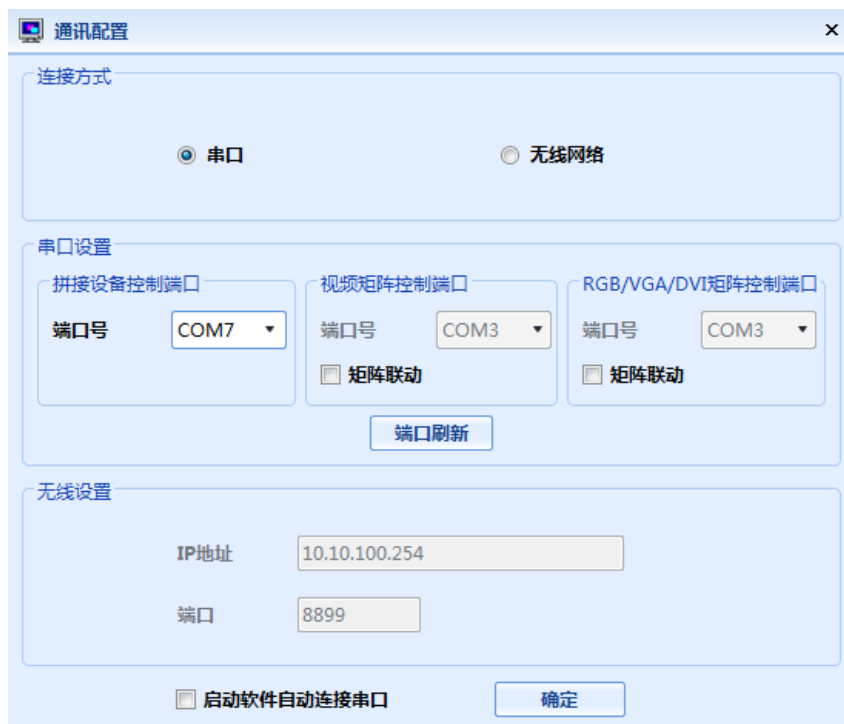 通讯配置
连接方式
串口 无线网络
串口设置
拼接设备控制端口 视频矩阵控制端口 RGB/VGA/DVI矩阵控制端口
端口号 COM7 端口号 COM3 端口号 COM3
矩阵联动 矩阵联动
端口刷新
无线设置
IP地址 10.10.100.254
端口 8899
启动软件自动连接串口 确定